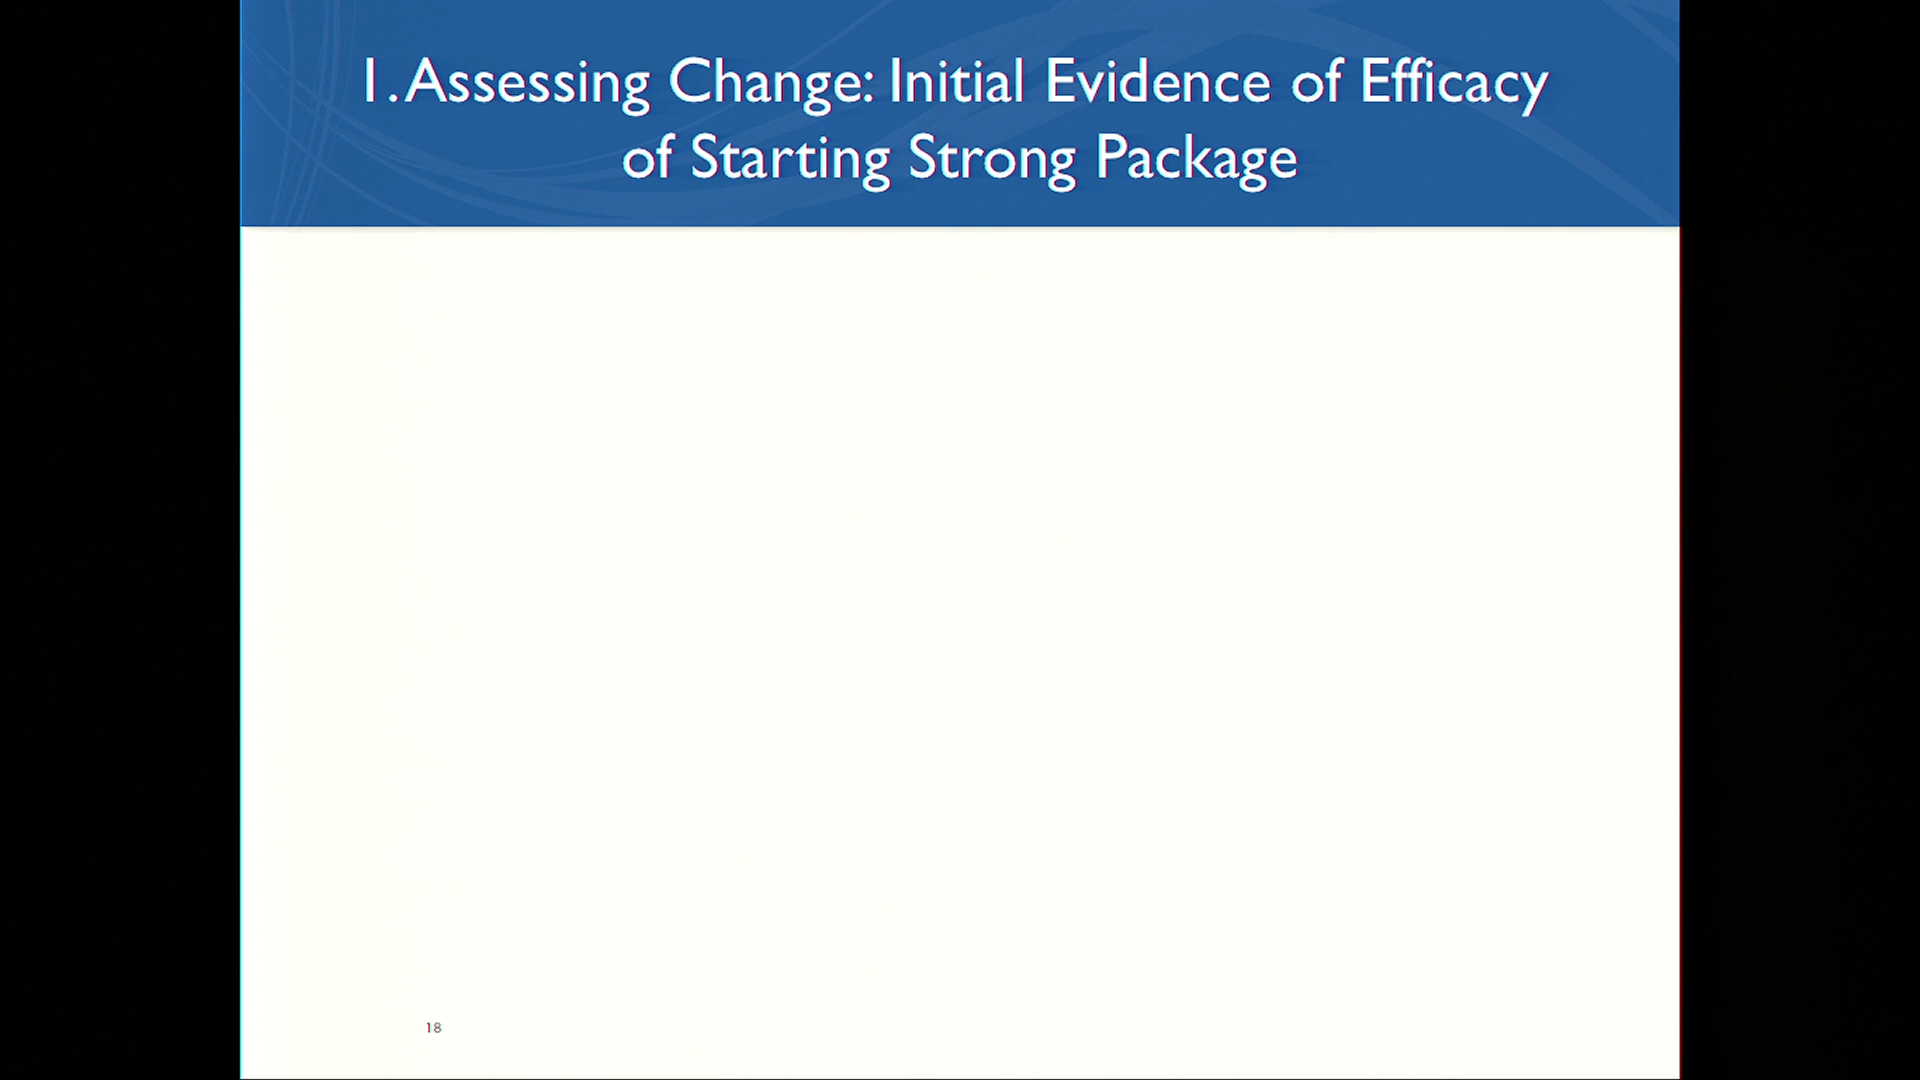 1. Assessing Change: Initial Evidence of Efficacy
of Starting Strong Package
18